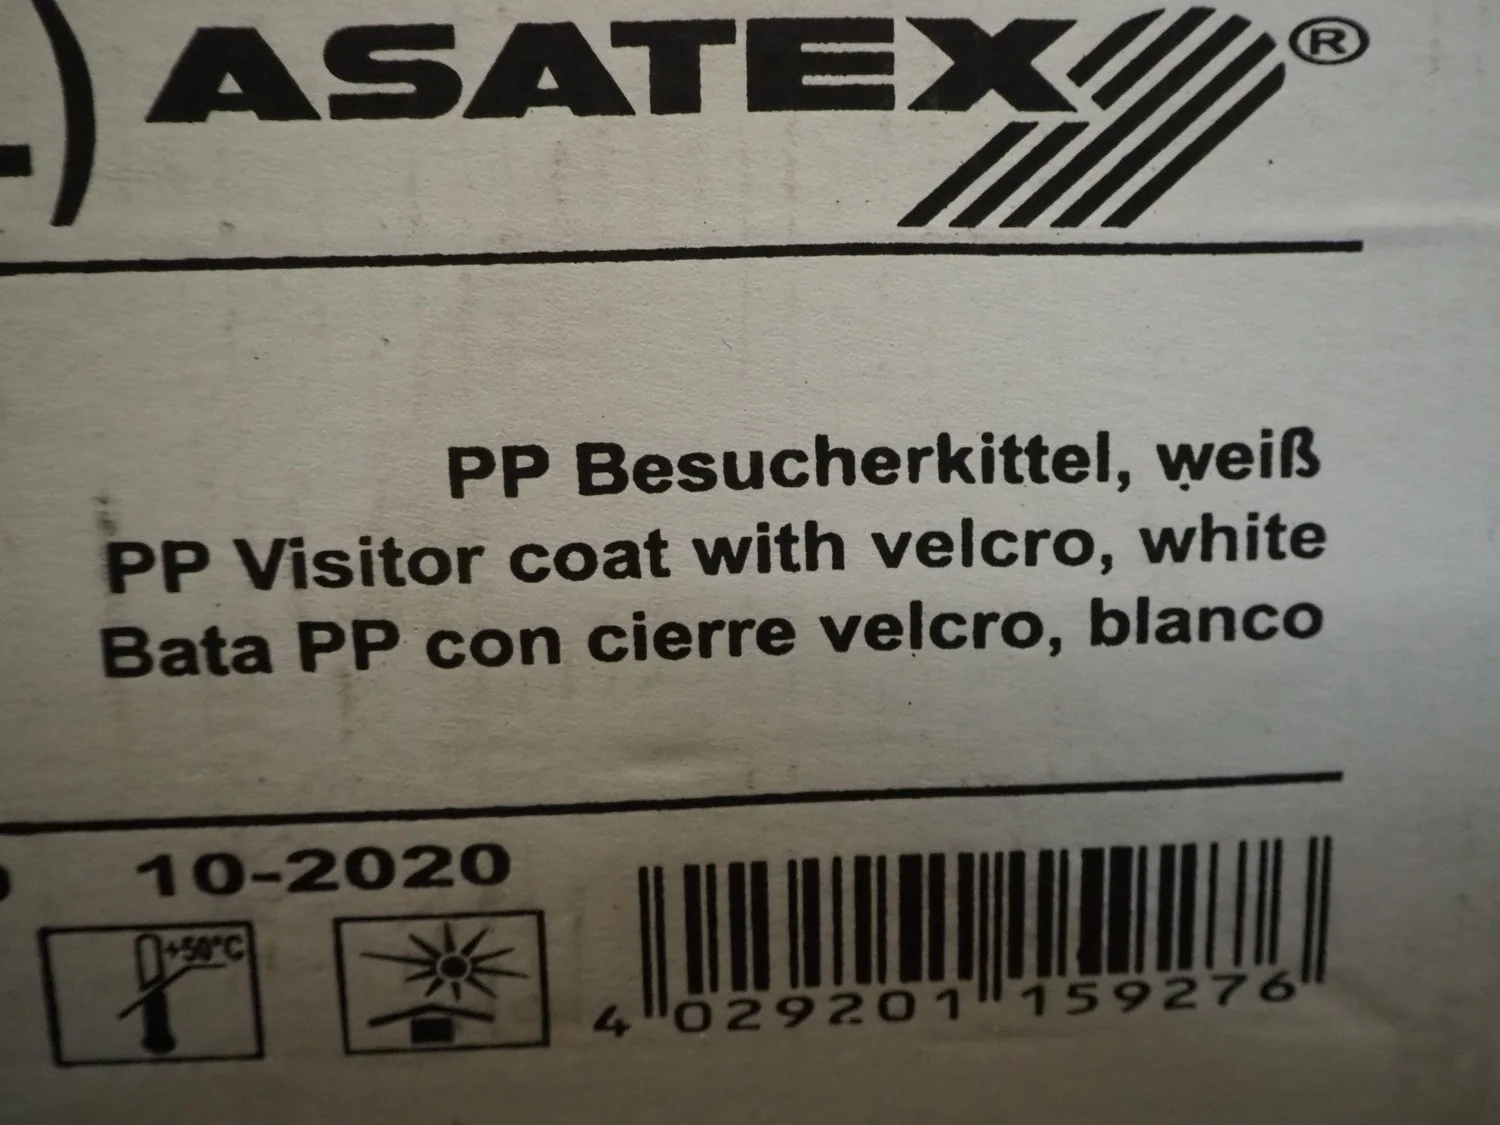 ASATEX®
PP Besucherkittel, weiß
PP Visitor coat with velcro, white
Bata PP con cierre velcro, blanco
10-2020
+50°C
4 029201 159276